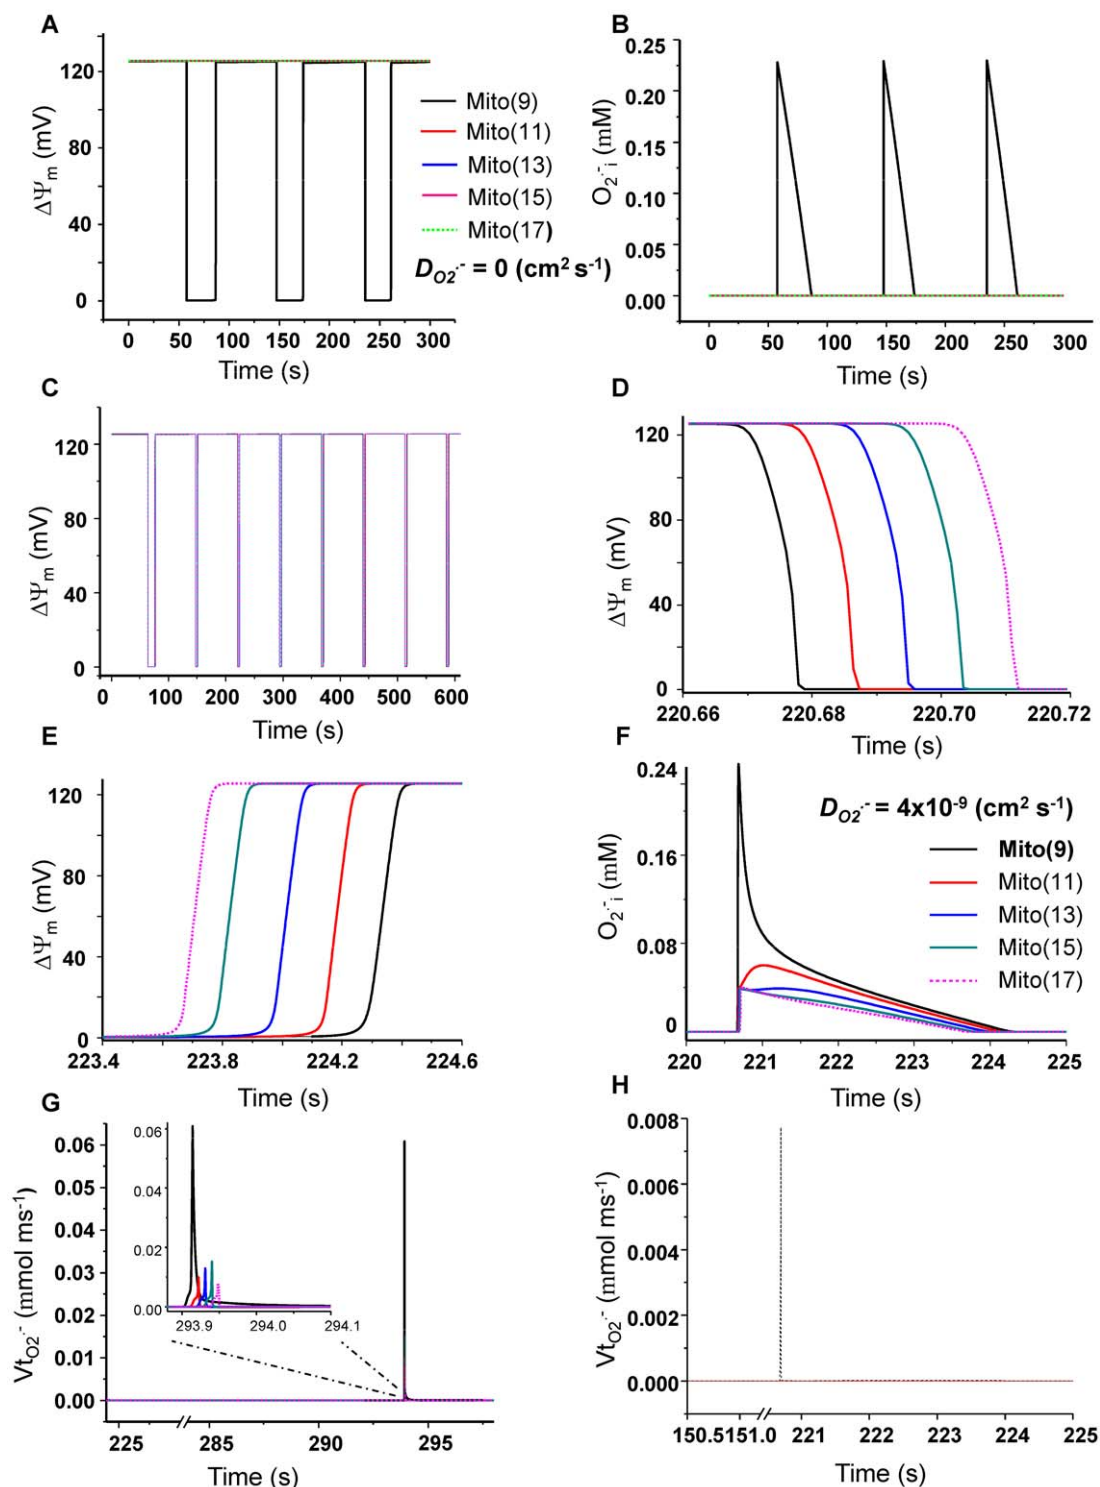 A
ΔΨm (mV)
120
80
40
0
0 50 100 150 200 250 300
Time (s)
Mito(9)
Mito(11)
Mito(13)
Mito(15)
Mito(17)
D_O2·- = 0 (cm² s⁻¹)
B
O2·-i (mM)
0.25
0.20
0.15
0.10
0.05
0.00
0 50 100 150 200 250 300
Time (s)
C
ΔΨm (mV)
120
80
40
0
0 100 200 300 400 500 600
Time (s)
D
ΔΨm (mV)
120
80
40
0
220.66 220.68 220.70 220.72
Time (s)
E
ΔΨm (mV)
120
80
40
0
223.4 223.8 224.2 224.6
Time (s)
F
O2·-i (mM)
0.24
0.16
0.08
0
220 221 222 223 224 225
Time (s)
D_O2·- = 4x10⁻⁹ (cm² s⁻¹)
Mito(9)
Mito(11)
Mito(13)
Mito(15)
Mito(17)
G
VtO2·- (mmol ms⁻¹)
0.06
0.05
0.04
0.03
0.02
0.01
0.00
225 285 290 295
Time (s)
0.06
0.04
0.02
0.00
293.9 294.0 294.1
H
VtO2·- (mmol ms⁻¹)
0.008
0.006
0.004
0.002
0.000
150.5 151.0 221 222 223 224 225
Time (s)